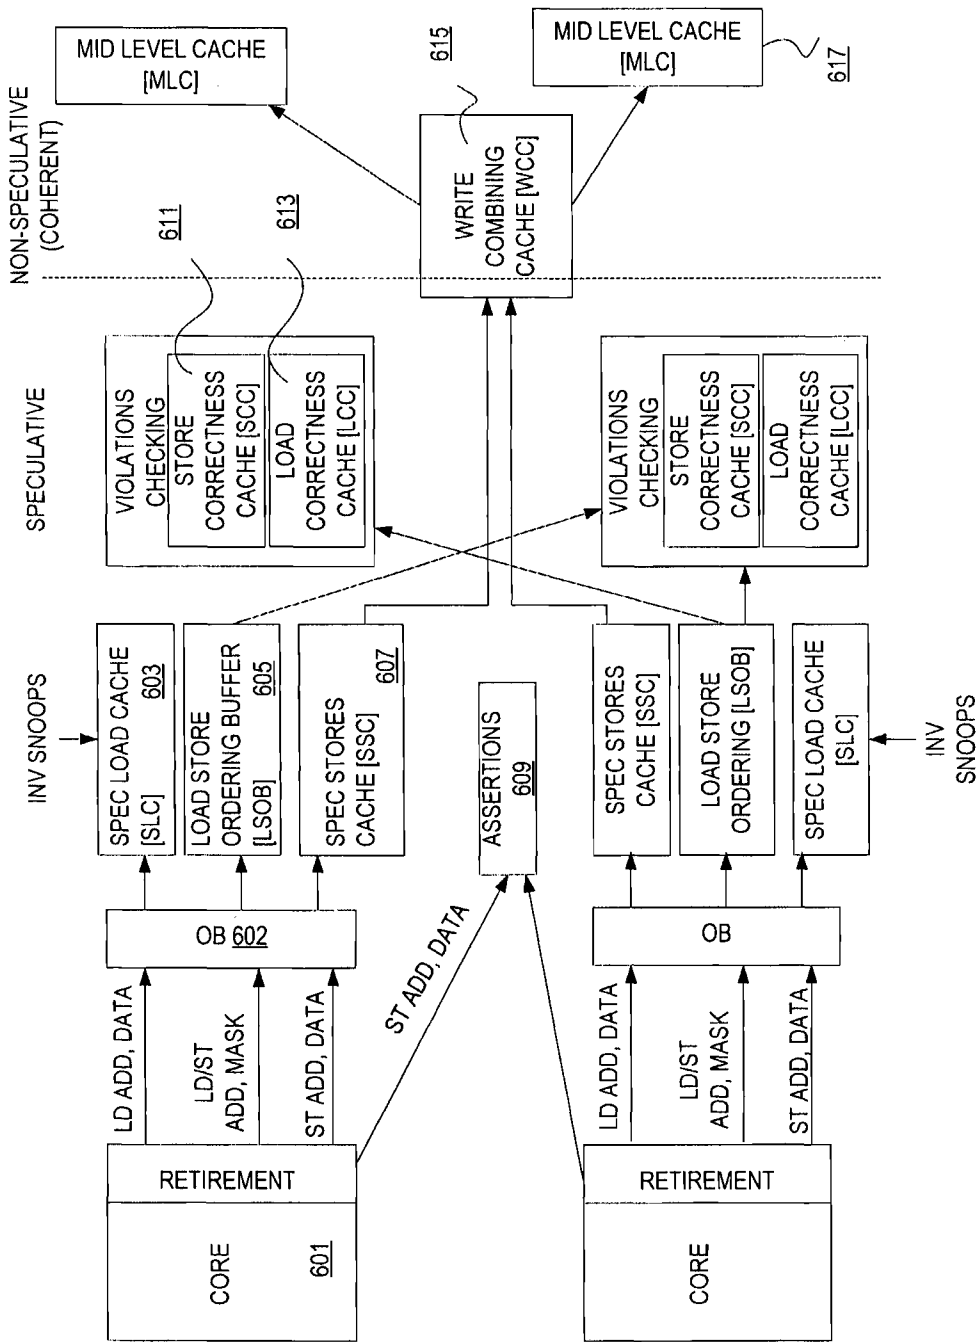 NON-SPECULATIVE
(COHERENT)
SPECULATIVE
MID LEVEL CACHE
[MLC]
615
MID LEVEL CACHE
[MLC]
617
WRITE
COMBINING
CACHE [WCC]
611
613
VIOLATIONS
CHECKING
STORE
CORRECTNESS
CACHE [SCC]
LOAD
CORRECTNESS
CACHE [LCC]
VIOLATIONS
CHECKING
STORE
CORRECTNESS
CACHE [SCC]
LOAD
CORRECTNESS
CACHE [LCC]
INV SNOOPS
SPEC LOAD CACHE
[SLC] 603
LOAD STORE
ORDERING BUFFER
[LSOB] 605
SPEC STORES
CACHE [SSC] 607
ASSERTIONS
609
SPEC STORES
CACHE [SSC]
LOAD STORE
ORDERING [LSOB]
SPEC LOAD CACHE
[SLC]
INV
SNOOPS
OB 602
OB
LD ADD, DATA
LD/ST
ADD, MASK
ST ADD, DATA
ST ADD, DATA
LD ADD, DATA
LD/ST
ADD, MASK
ST ADD, DATA
RETIREMENT
CORE
601
RETIREMENT
CORE